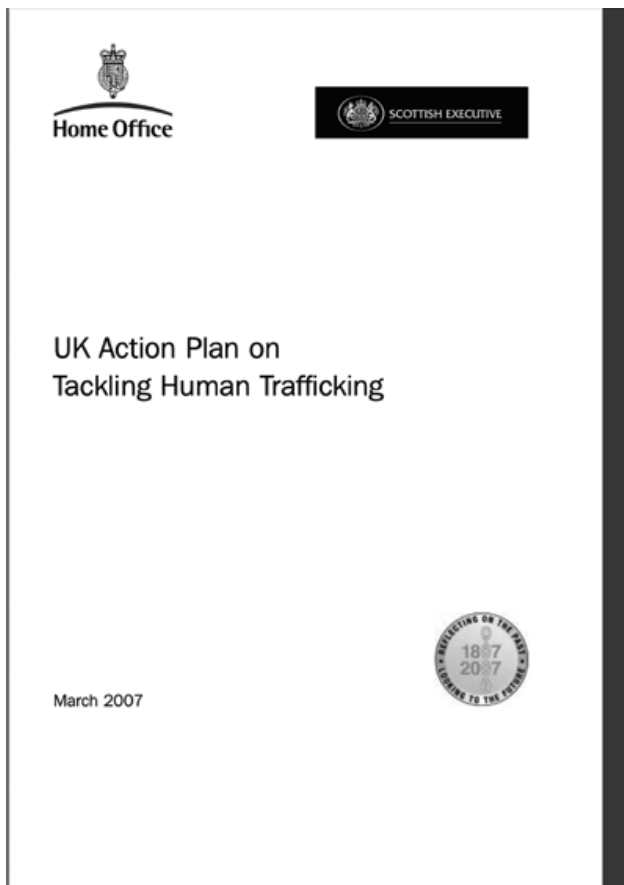 Home Office
SCOTTISH EXECUTIVE
UK Action Plan on
Tackling Human Trafficking
REFLECTING ON THE PAST
1807
2007
LOOKING TO THE FUTURE
March 2007